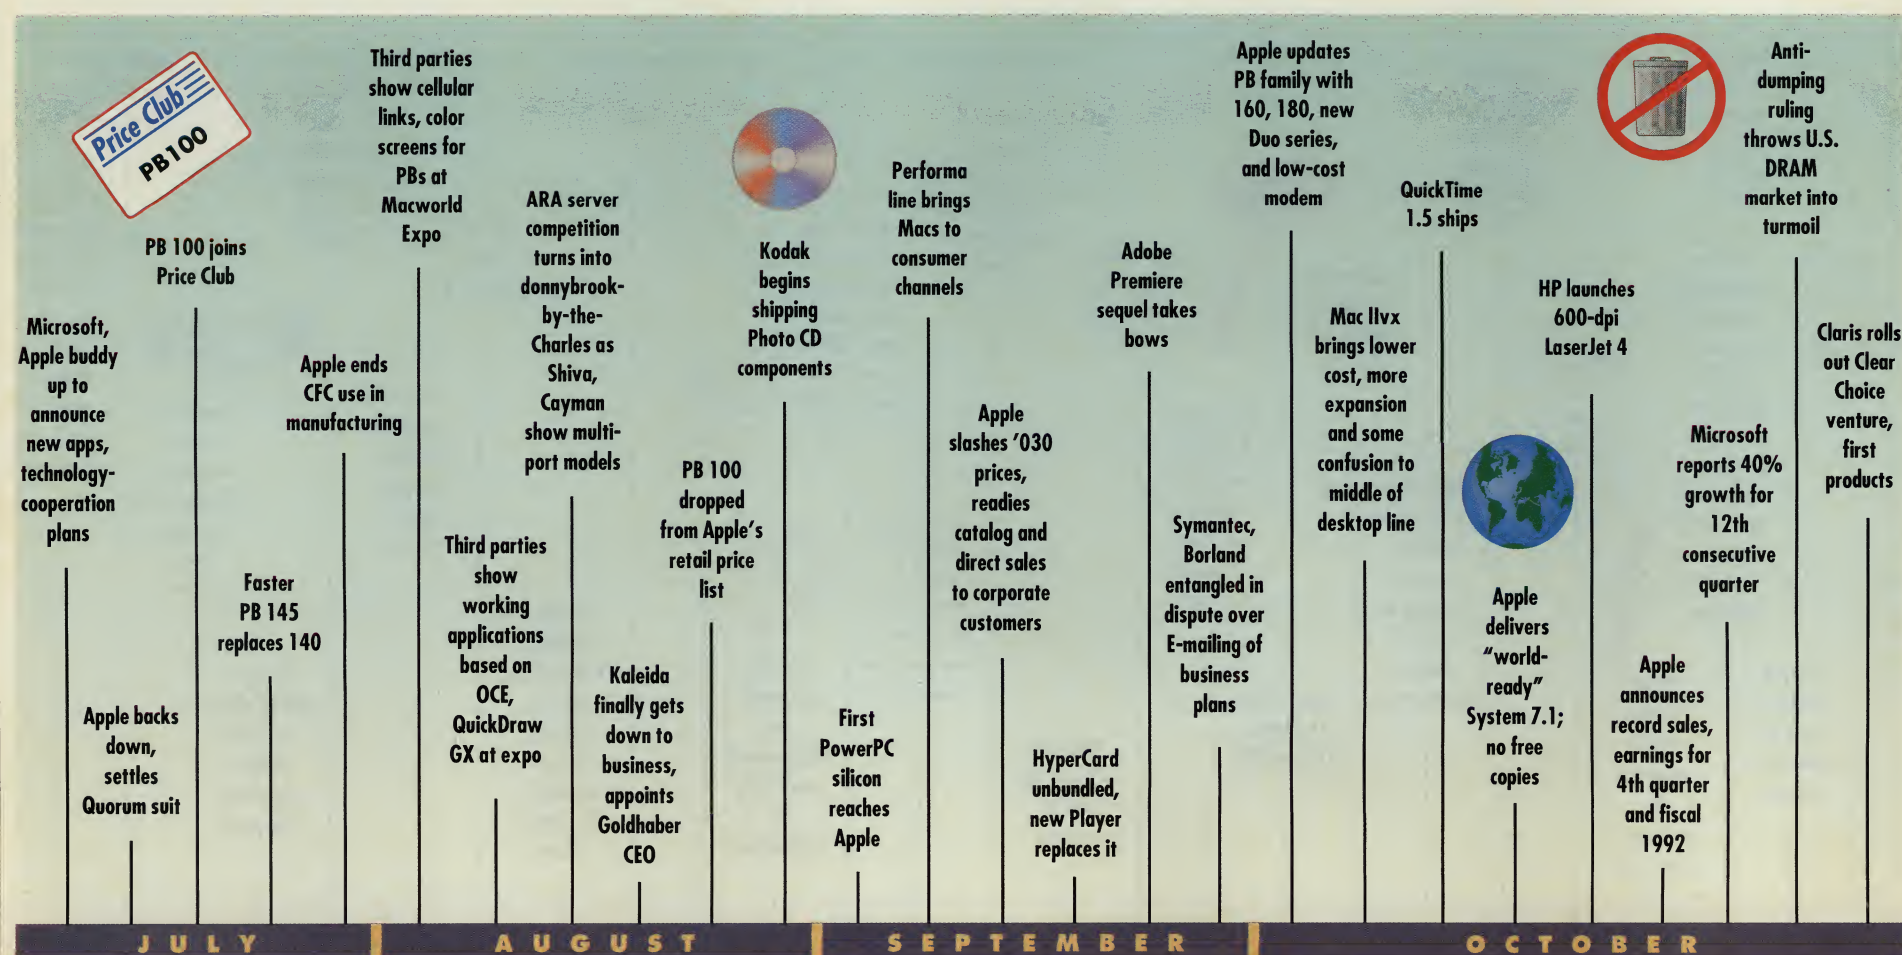 Price Club
PB100
PB 100 joins
Price Club
Microsoft,
Apple buddy
up to
announce
new apps,
technology-
cooperation
plans
Apple backs
down,
settles
Quorum suit
Faster
PB 145
replaces 140
Apple ends
CFC use in
manufacturing
Third parties
show cellular
links, color
screens for
PBs at
Macworld
Expo
Third parties
show
working
applications
based on
OCE,
QuickDraw
GX at expo
ARA server
competition
turns into
donnybrook-
by-the-
Charles as
Shiva,
Cayman
show multi-
port models
Kaleida
finally gets
down to
business,
appoints
Goldhaber
CEO
PB 100
dropped
from Apple's
retail price
list
Kodak
begins
shipping
Photo CD
components
First
PowerPC
silicon
reaches
Apple
Performa
line brings
Macs to
consumer
channels
Apple
slashes '030
prices,
readies
catalog and
direct sales
to corporate
customers
HyperCard
unbundled,
new Player
replaces it
Adobe
Premiere
sequel takes
bows
Symantec,
Borland
entangled in
dispute over
E-mailing of
business
plans
Apple updates
PB family with
160, 180, new
Duo series,
and low-cost
modem
Mac IIvx
brings lower
cost, more
expansion
and some
confusion to
middle of
desktop line
QuickTime
1.5 ships
Apple
delivers
"world-
ready"
System 7.1;
no free
copies
HP launches
600-dpi
LaserJet 4
Apple
announces
record sales,
earnings for
4th quarter
and fiscal
1992
Microsoft
reports 40%
growth for
12th
consecutive
quarter
Anti-
dumping
ruling
throws U.S.
DRAM
market into
turmoil
Claris rolls
out Clear
Choice
venture,
first
products
JULY
AUGUST
SEPTEMBER
OCTOBER